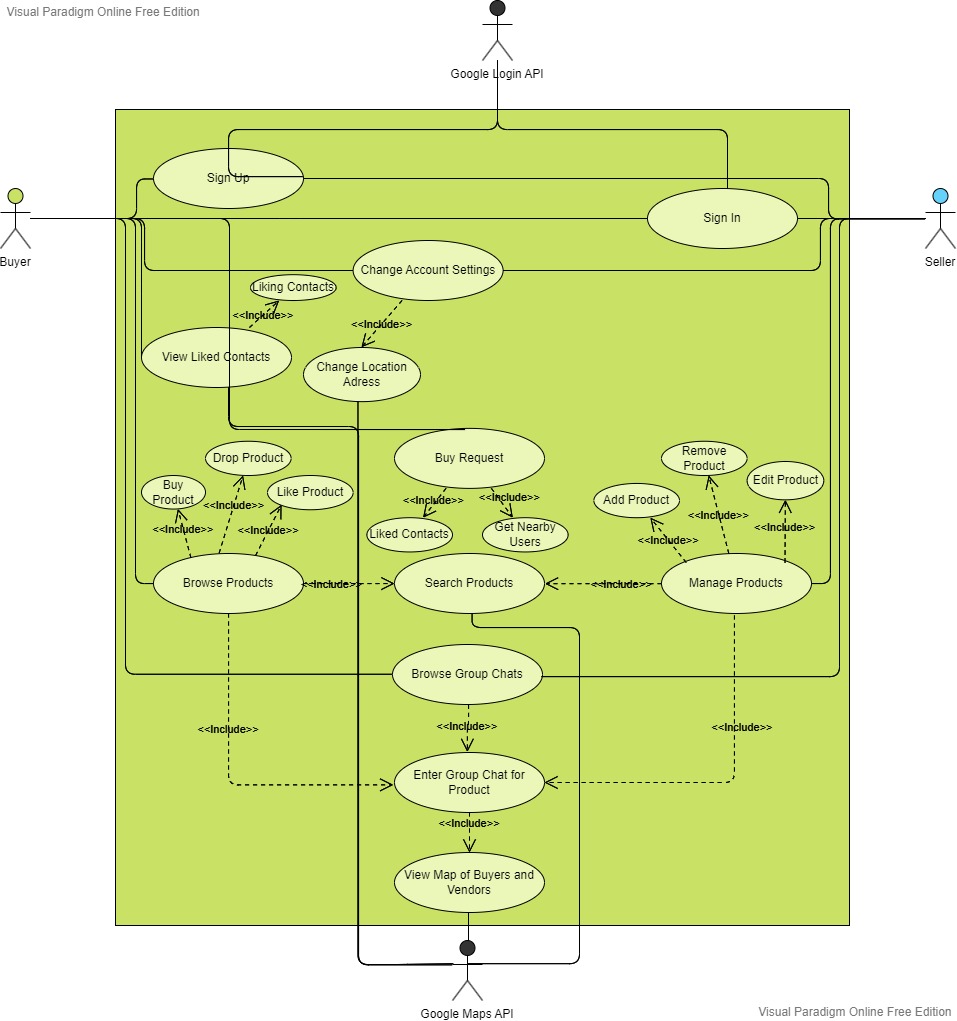 Visual Paradigm Online Free Edition
Google Login API
Sign Up
Sign In
Buyer
Seller
Change Account Settings
Liking Contacts
<<Include>>
<<Include>>
View Liked Contacts
Change Location
Adress
Drop Product
Buy Request
Remove
Product
Buy
Product
Like Product
Add Product
Edit Product
<<Include>>
<<Include>>
<<Include>>
<<Include>>
<<Include>>
<<Include>>
<<Include>>
<<Include>>
Liked Contacts
Get Nearby
Users
Browse Products
<<Include>>
Search Products
<<Include>>
Manage Products
Browse Group Chats
<<Include>>
<<Include>>
<<Include>>
Enter Group Chat for
Product
<<Include>>
View Map of Buyers and
Vendors
Google Maps API
Visual Paradigm Online Free Edition